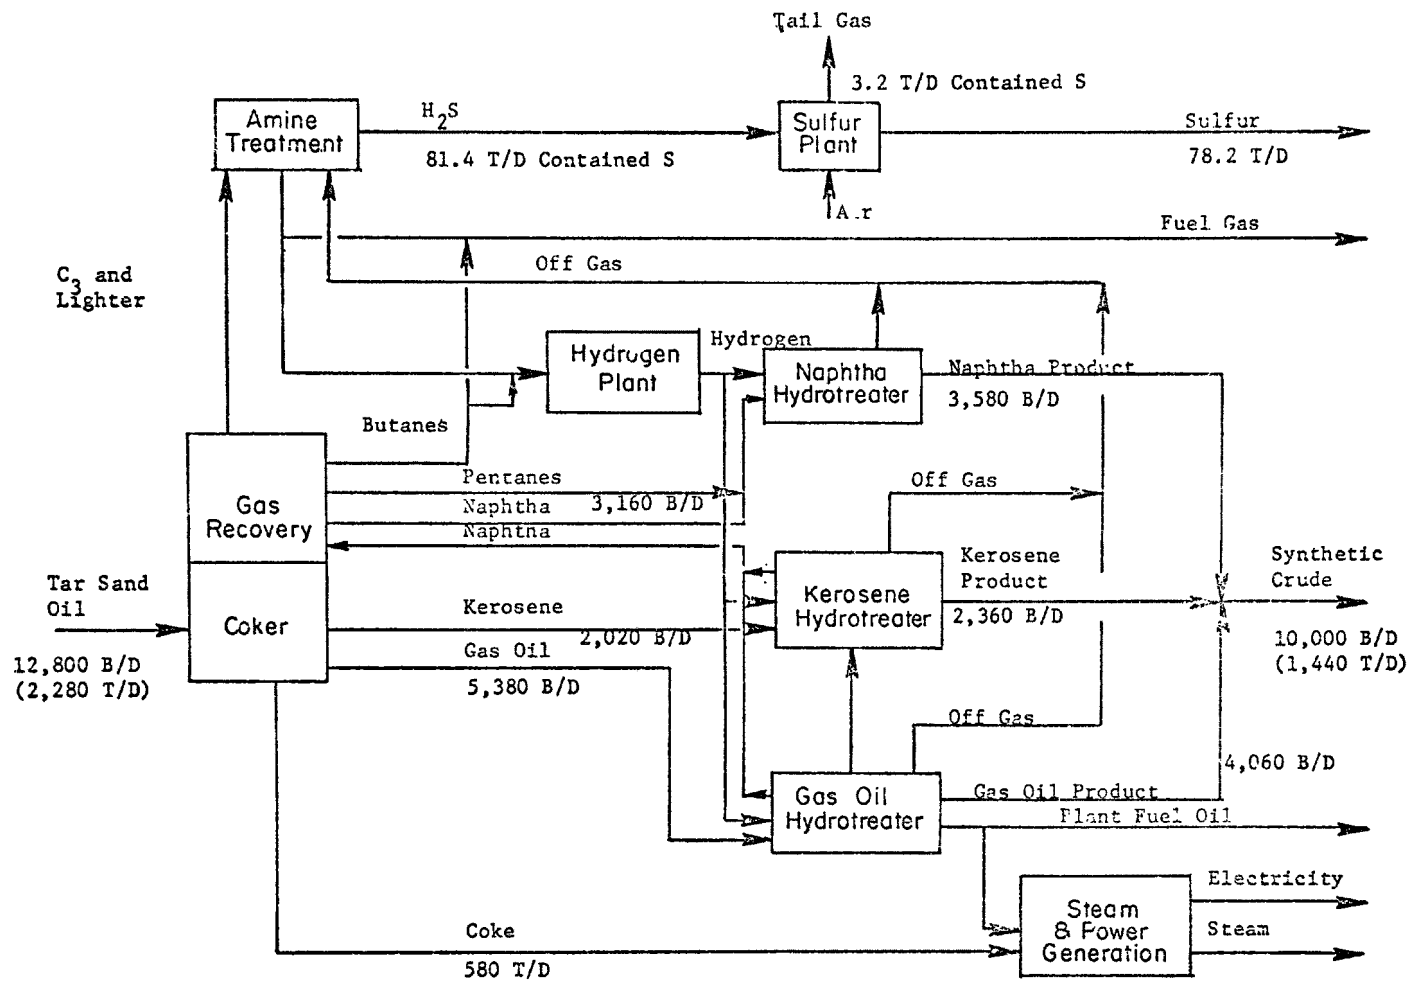 Tail Gas
3.2 T/D Contained S
Amine
Treatment
H2S
81.4 T/D Contained S
Sulfur
Plant
Sulfur
78.2 T/D
Fuel Gas
Off Gas
C3 and
Lighter
Hydrogen
Plant
Hydrogen
Naphtha
Hydrotreater
Naphtha Product
3,580 B/D
Butanes
Pentanes
3,160 B/D
Naphtha
Naphtha
Gas
Recovery
Off Gas
Tar Sand
Oil
12,800 B/D
(2,280 T/D)
Coker
Kerosene
2,020 B/D
Gas Oil
5,380 B/D
Kerosene
Hydrotreater
Kerosene
Product
2,360 B/D
Synthetic
Crude
10,000 B/D
(1,440 T/D)
Off Gas
4,060 B/D
Gas Oil
Hydrotreater
Gas Oil Product
Plant Fuel Oil
Electricity
Steam
& Power
Generation
Steam
Coke
580 T/D